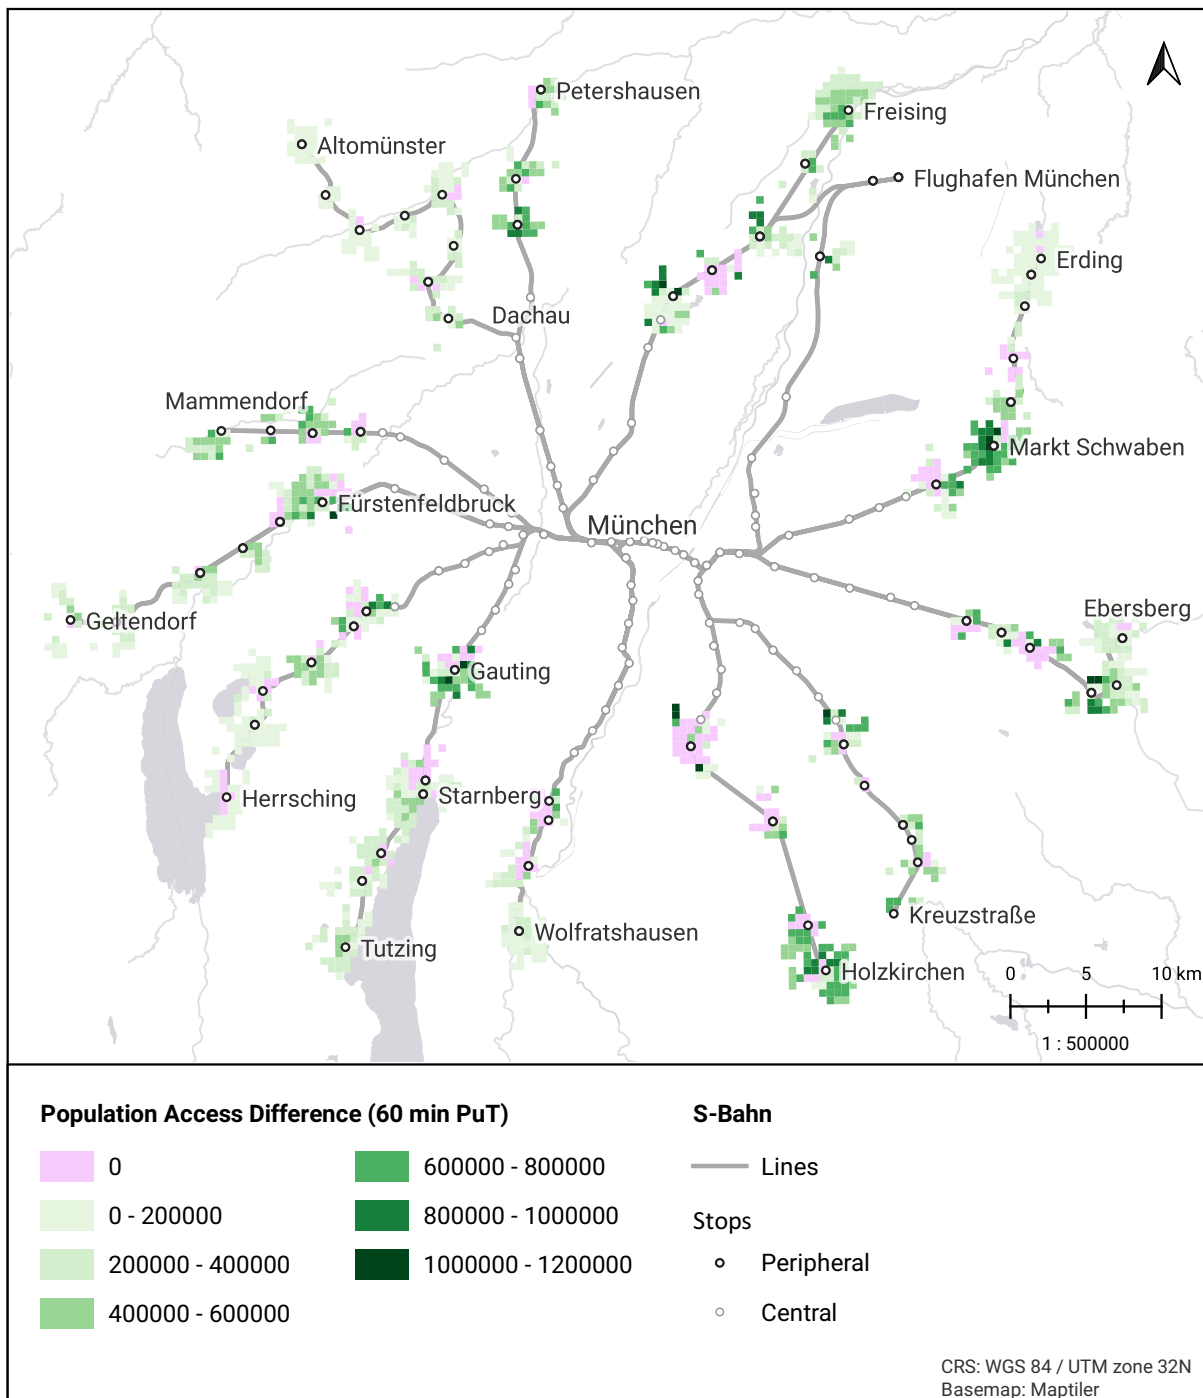 Petershausen
Freising
Altomünster
Flughafen München
Erding
Dachau
Mammendorf
Markt Schwaben
Fürstenfeldbruck
München
Ebersberg
Geltendorf
Gauting
Herrsching
Starnberg
Kreuzstraße
Wolfratshausen
Tutzing
Holzkirchen
0 5 10 km
1 : 500000
Population Access Difference (60 min PuT)
0
0 - 200000
200000 - 400000
400000 - 600000
600000 - 800000
800000 - 1000000
1000000 - 1200000
S-Bahn
Lines
Stops
Peripheral
Central
CRS: WGS 84 / UTM zone 32N
Basemap: Maptiler